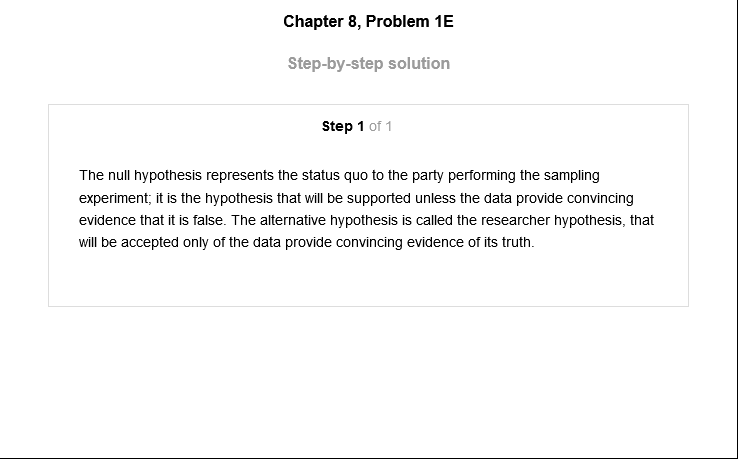 Chapter 8, Problem 1E
Step-by-step solution
Step 1 of 1
The null hypothesis represents the status quo to the party performing the sampling
experiment; it is the hypothesis that will be supported unless the data provide convincing
evidence that it is false. The alternative hypothesis is called the researcher hypothesis, that
will be accepted only of the data provide convincing evidence of its truth.